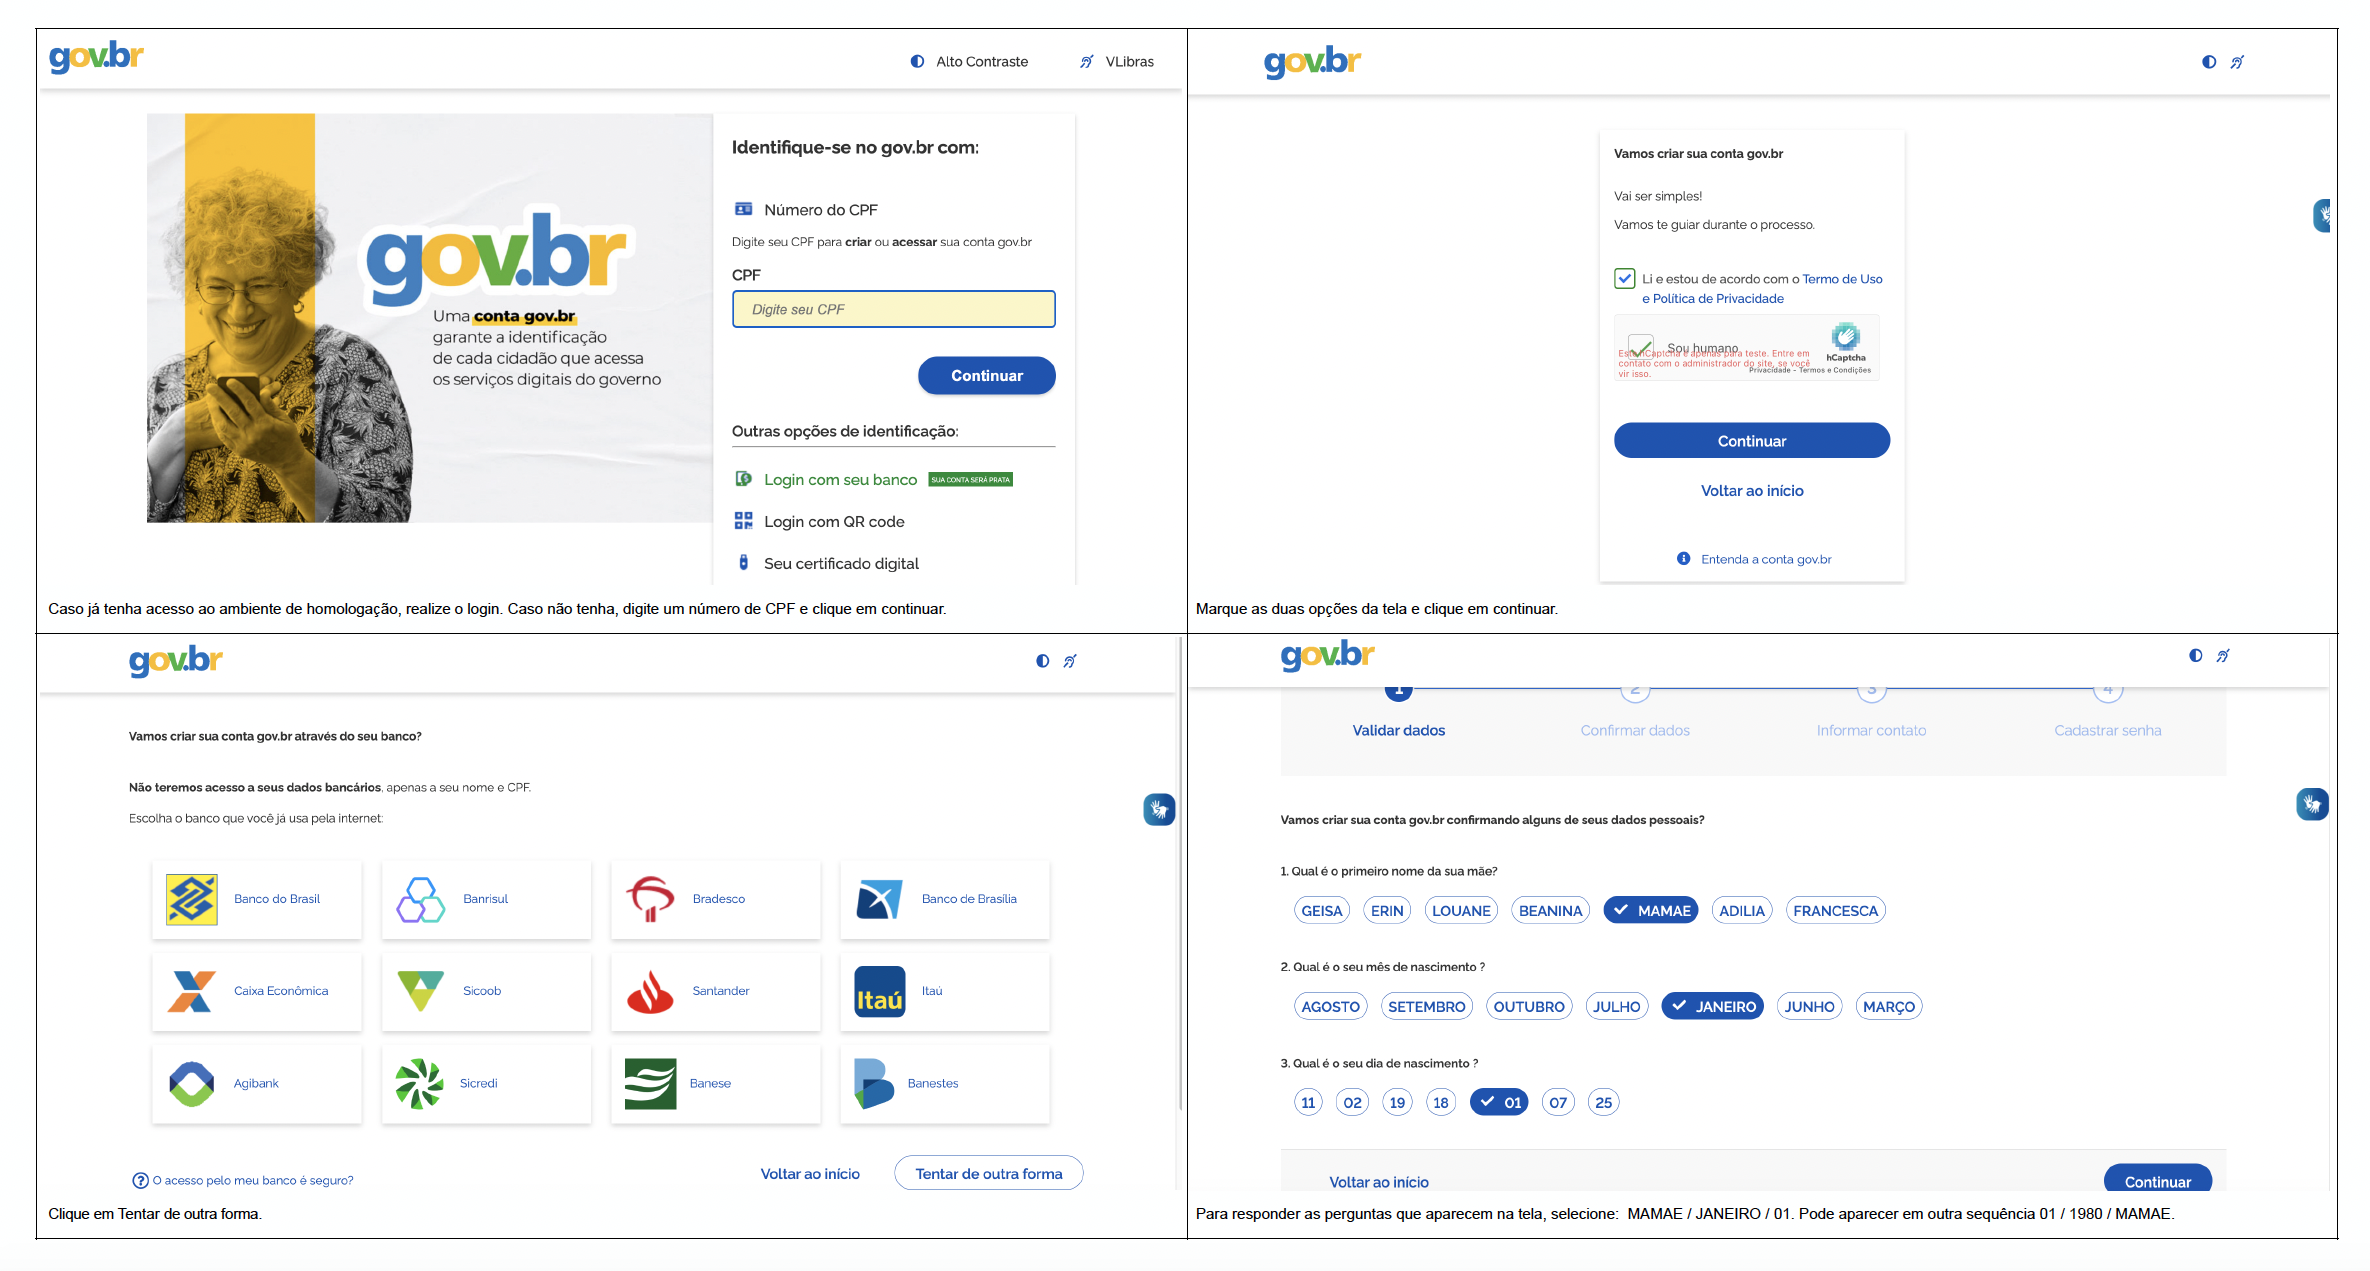 gov.br
Alto Contraste
VLibras
gov.br
Uma conta gov.br
garante a identificação
de cada cidadão que acessa
os serviços digitais do governo
Identifique-se no gov.br com:
Número do CPF
Digite seu CPF para criar ou acessar sua conta gov.br
CPF
Digite seu CPF
Continuar
Outras opções de identificação:
Login com seu banco SUA CONTA SERÁ PRATA
Login com QR code
Seu certificado digital
Caso já tenha acesso ao ambiente de homologação, realize o login. Caso não tenha, digite um número de CPF e clique em continuar.
gov.br
Vamos criar sua conta gov.br
Vai ser simples!
Vamos te guiar durante o processo.
Li e estou de acordo com o Termo de Uso
e Política de Privacidade
Sou humano
Este hCaptcha é apenas para teste. Entre em
contato com o administrador do site, se você
vir isso.
hCaptcha
Privacidade - Termos e Condições
Continuar
Voltar ao início
Entenda a conta gov.br
Marque as duas opções da tela e clique em continuar.
gov.br
Vamos criar sua conta gov.br através do seu banco?
Não teremos acesso a seus dados bancários, apenas a seu nome e CPF.
Escolha o banco que você já usa pela internet:
Banco do Brasil
Banrisul
Bradesco
Banco de Brasília
Caixa Econômica
Sicoob
Santander
Itaú
Itaú
Agibank
Sicredi
Banese
Banestes
O acesso pelo meu banco é seguro?
Voltar ao início
Tentar de outra forma
Clique em Tentar de outra forma.
gov.br
1
2
3
4
Validar dados
Confirmar dados
Informar contato
Cadastrar senha
Vamos criar sua conta gov.br confirmando alguns de seus dados pessoais?
1. Qual é o primeiro nome da sua mãe?
GEISA ERIN LOUANE BEANINA MAMAE ADILIA FRANCESCA
2. Qual é o seu mês de nascimento ?
AGOSTO SETEMBRO OUTUBRO JULHO JANEIRO JUNHO MARÇO
3. Qual é o seu dia de nascimento ?
11 02 19 18 01 07 25
Voltar ao início
Continuar
Para responder as perguntas que aparecem na tela, selecione: MAMAE / JANEIRO / 01. Pode aparecer em outra sequência 01 / 1980 / MAMAE.